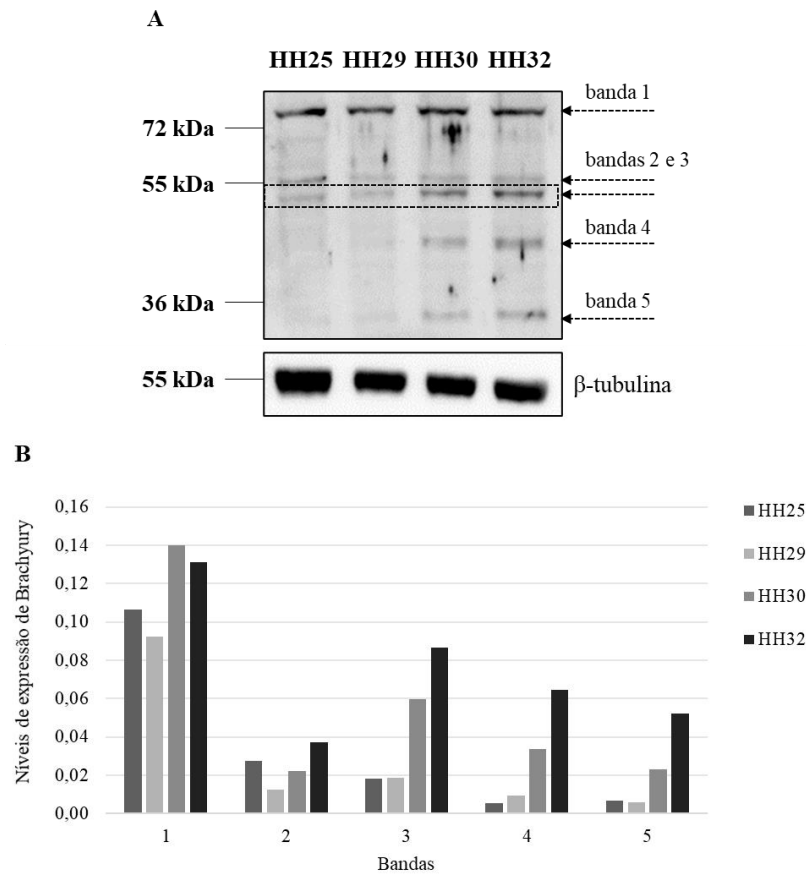 A
HH25 HH29 HH30 HH32
banda 1
72 kDa
bandas 2 e 3
55 kDa
banda 4
36 kDa
banda 5
55 kDa
β-tubulina
B
Níveis de expressão de Brachyury
0,16
0,14
0,12
0,10
0,08
0,06
0,04
0,02
0,00
1 2 3 4 5
Bandas
HH25
HH29
HH30
HH32